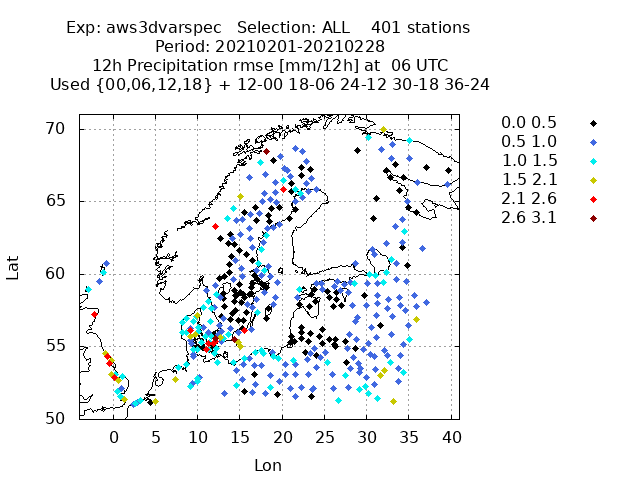 Exp: aws3dvarspec Selection: ALL 401 stations
Period: 20210201-20210228
12h Precipitation rmse [mm/12h] at 06 UTC
Used {00,06,12,18} + 12-00 18-06 24-12 30-18 36-24
70
65
60
55
50
Lat
0 5 10 15 20 25 30 35 40
Lon
0.0 0.5
0.5 1.0
1.0 1.5
1.5 2.1
2.1 2.6
2.6 3.1